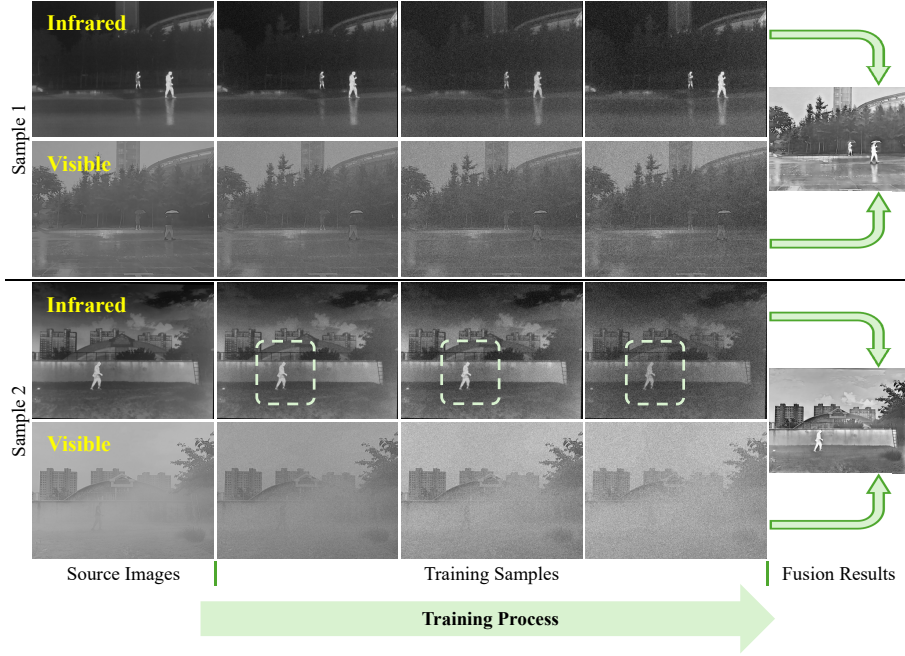 Infrared
Sample 1
Visible
Infrared
Sample 2
Visible
Source Images
Training Samples
Fusion Results
Training Process